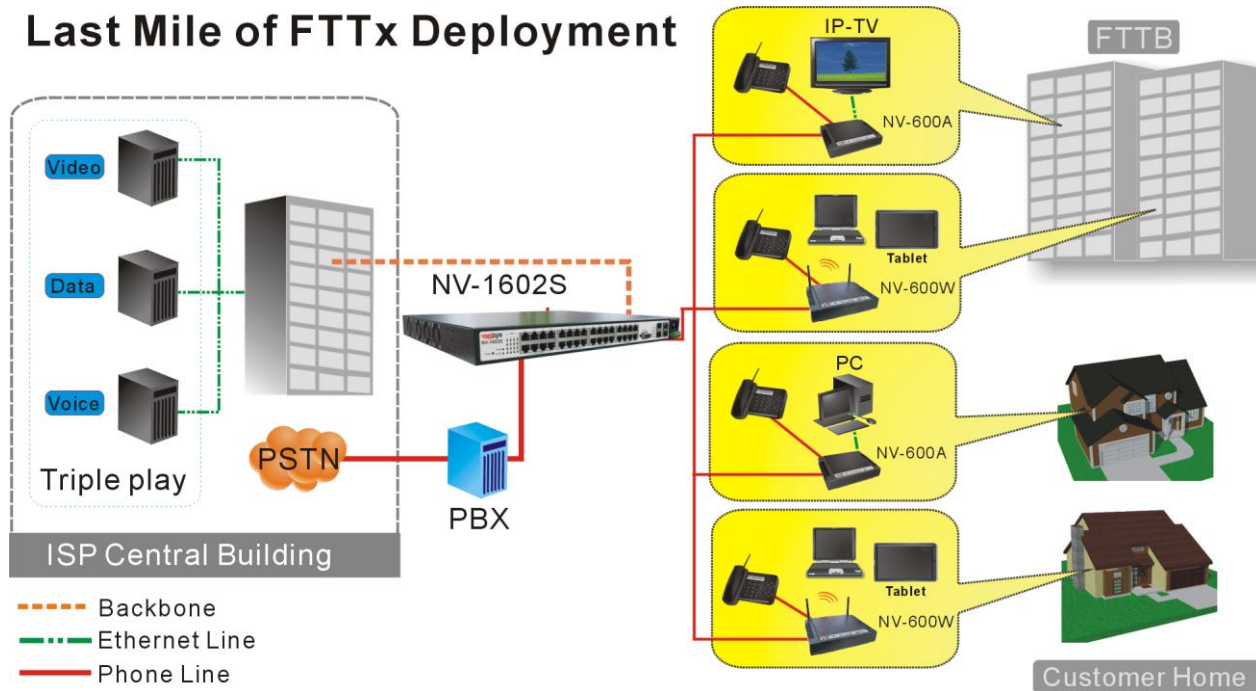 Last Mile of FTTx Deployment
Video
Data
Voice
Triple play
PSTN
ISP Central Building
NV-1602S
PBX
IP-TV
NV-600A
Tablet
NV-600W
PC
NV-600A
Tablet
NV-600W
FTTB
Customer Home
Backbone
Ethernet Line
Phone Line